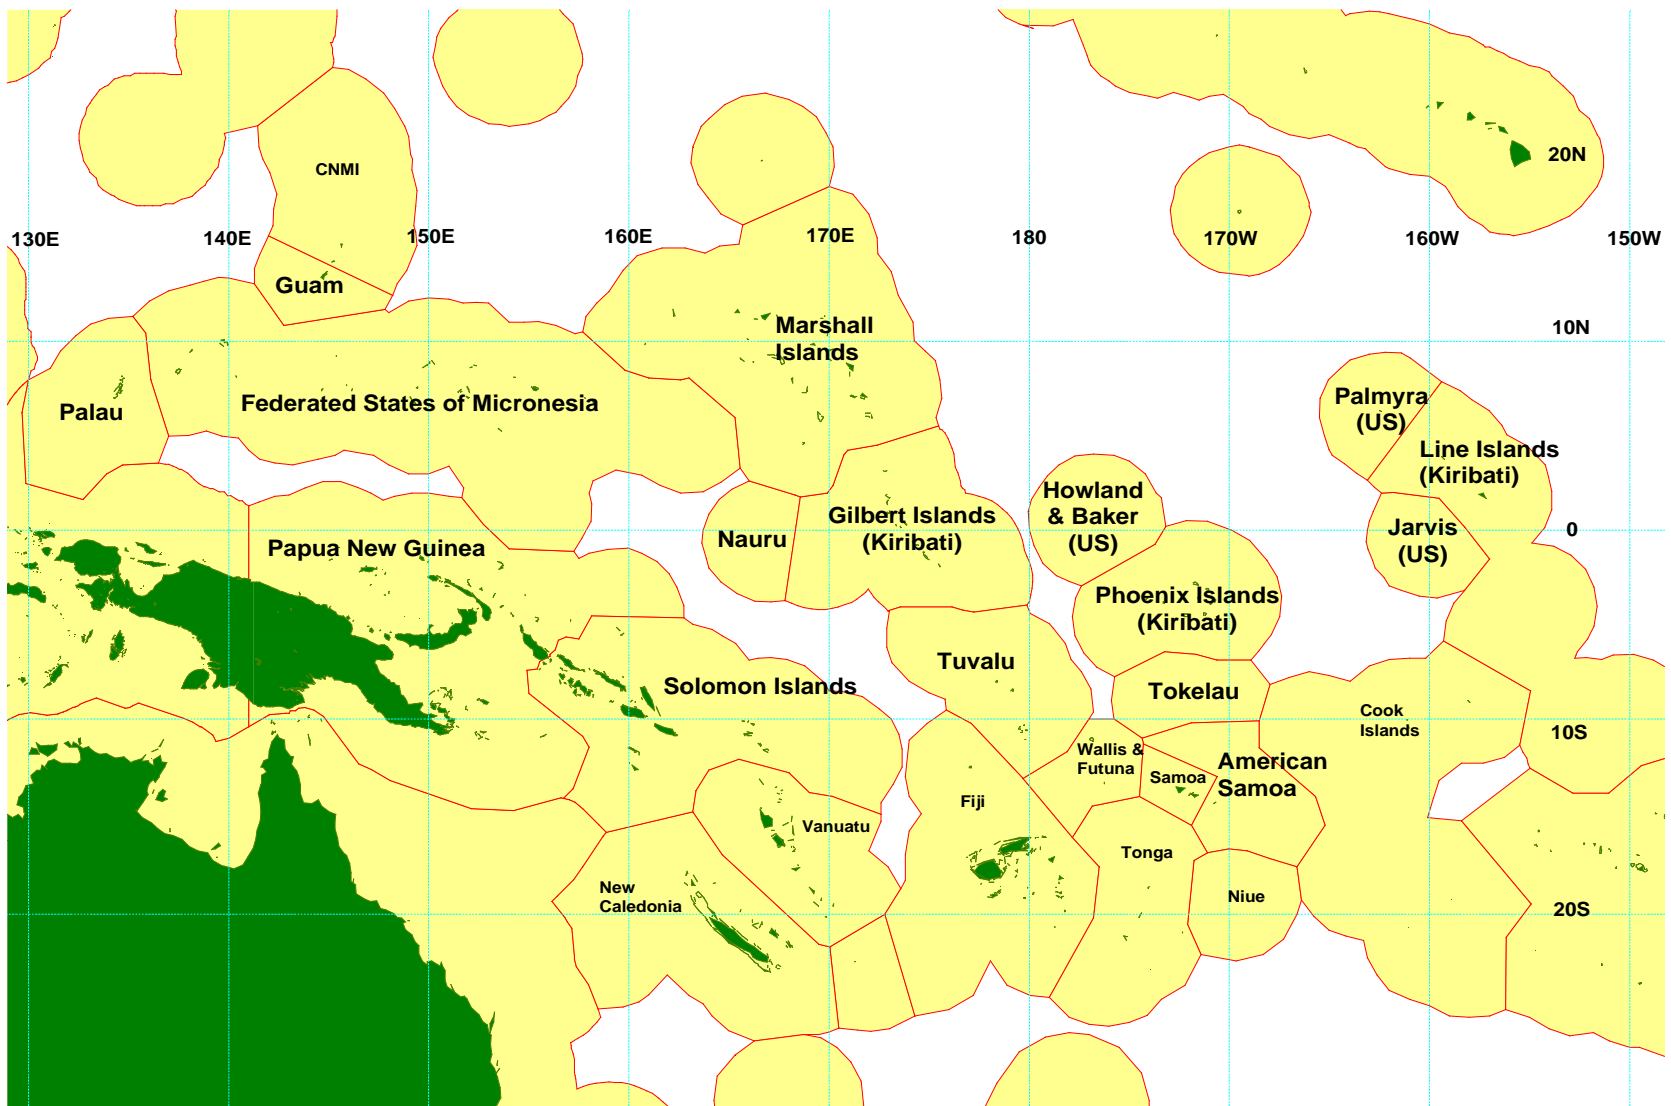 CNMI
20N
130E
140E
150E
160E
170E
180
170W
160W
150W
Guam
Marshall
Islands
10N
Palau
Federated States of Micronesia
Palmyra
(US)
Line Islands
(Kiribati)
Howland
& Baker
(US)
Gilbert Islands
(Kiribati)
Nauru
Jarvis
(US)
0
Papua New Guinea
Phoenix Islands
(Kiribati)
Tuvalu
Tokelau
Solomon Islands
Cook
Islands
10S
Wallis &
Futuna
Samoa
American
Samoa
Fiji
Vanuatu
Tonga
New
Caledonia
Niue
20S